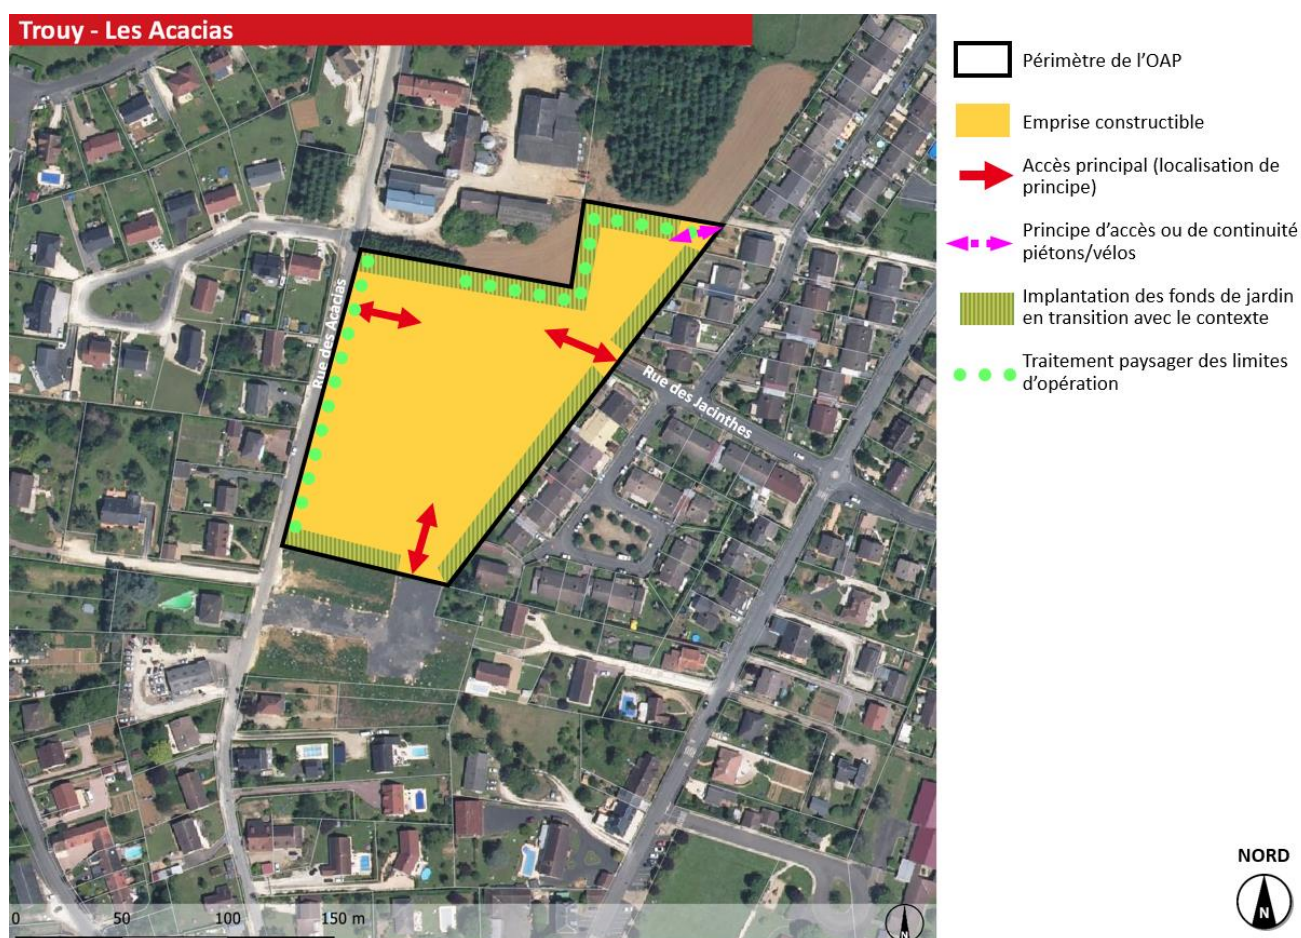 Trouy - Les Acacias
Périmètre de l’OAP
Emprise constructible
Accès principal (localisation de
principe)
Principe d’accès ou de continuité
piétons/vélos
Implantation des fonds de jardin
en transition avec le contexte
Traitement paysager des limites
d’opération
Rue des Acacias
Rue des Jacinthes
NORD
N
0 50 100 150 m
N